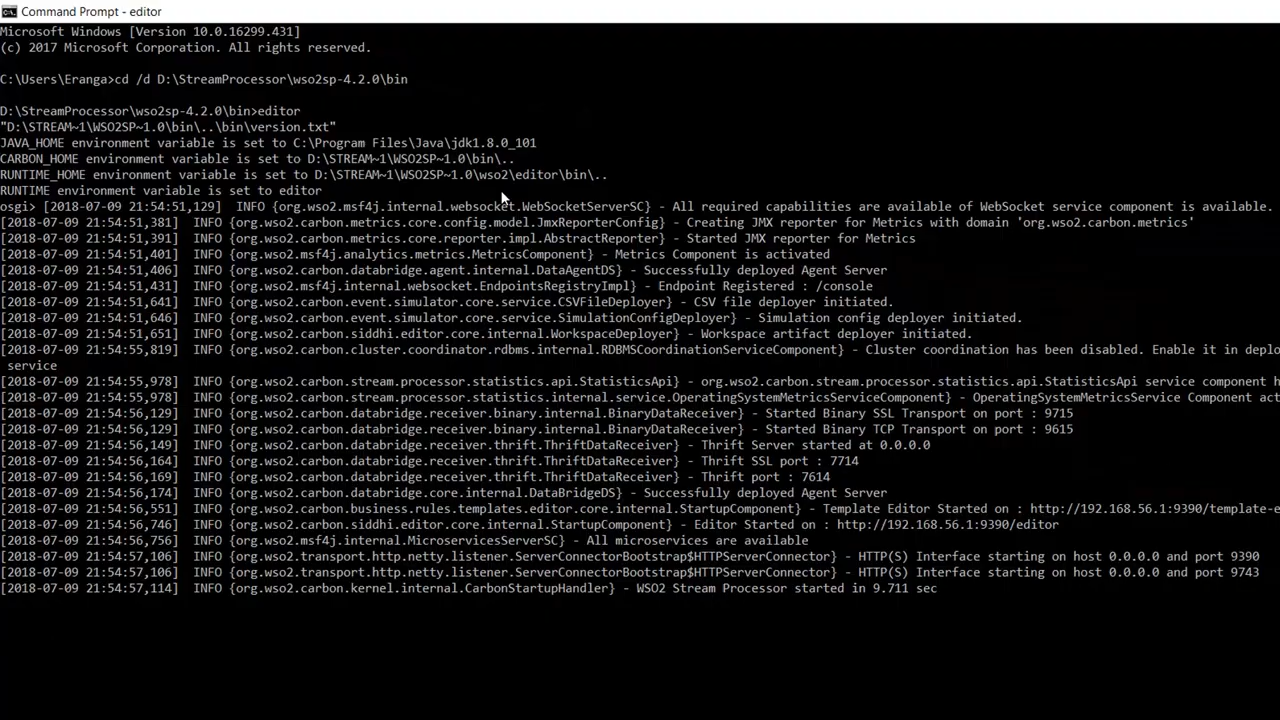 Command Prompt - editor
Microsoft Windows [Version 10.0.16299.431]
(c) 2017 Microsoft Corporation. All rights reserved.
C:\Users\Eranga>cd /d D:\StreamProcessor\wso2sp-4.2.0\bin
D:\StreamProcessor\wso2sp-4.2.0\bin>editor
"D:\STREAM~1\WSO2SP~1.0\bin\..\bin\version.txt"
JAVA_HOME environment variable is set to C:\Program Files\Java\jdk1.8.0_101
CARBON_HOME environment variable is set to D:\STREAM~1\WSO2SP~1.0\bin\..
RUNTIME_HOME environment variable is set to D:\STREAM~1\WSO2SP~1.0\wso2\editor\bin\..
RUNTIME environment variable is set to editor
osgi> [2018-07-09 21:54:51,129]  INFO {org.wso2.msf4j.internal.websocket.WebSocketServerSC} - All required capabilities are available of WebSocket service component is available.
[2018-07-09 21:54:51,381]  INFO {org.wso2.carbon.metrics.core.config.model.JmxReporterConfig} - Creating JMX reporter for Metrics with domain 'org.wso2.carbon.metrics'
[2018-07-09 21:54:51,391]  INFO {org.wso2.carbon.metrics.core.reporter.impl.AbstractReporter} - Started JMX reporter for Metrics
[2018-07-09 21:54:51,401]  INFO {org.wso2.msf4j.analytics.metrics.MetricsComponent} - Metrics Component is activated
[2018-07-09 21:54:51,406]  INFO {org.wso2.carbon.databridge.agent.internal.DataAgentDS} - Successfully deployed Agent Server
[2018-07-09 21:54:51,431]  INFO {org.wso2.msf4j.internal.websocket.EndpointsRegistryImpl} - Endpoint Registered : /console
[2018-07-09 21:54:51,641]  INFO {org.wso2.carbon.event.simulator.core.service.CSVFileDeployer} - CSV file deployer initiated.
[2018-07-09 21:54:51,646]  INFO {org.wso2.carbon.event.simulator.core.service.SimulationConfigDeployer} - Simulation config deployer initiated.
[2018-07-09 21:54:51,651]  INFO {org.wso2.carbon.siddhi.editor.core.internal.WorkspaceDeployer} - Workspace artifact deployer initiated.
[2018-07-09 21:54:55,819]  INFO {org.wso2.carbon.cluster.coordinator.rdbms.internal.RDBMSCoordinationServiceComponent} - Cluster coordination has been disabled. Enable it in deplo
service
[2018-07-09 21:54:55,978]  INFO {org.wso2.carbon.stream.processor.statistics.api.StatisticsApi} - org.wso2.carbon.stream.processor.statistics.api.StatisticsApi service component h
[2018-07-09 21:54:55,978]  INFO {org.wso2.carbon.stream.processor.statistics.internal.service.OperatingSystemMetricsServiceComponent} - OperatingSystemMetricsService Component act
[2018-07-09 21:54:56,129]  INFO {org.wso2.carbon.databridge.receiver.binary.internal.BinaryDataReceiver} - Started Binary SSL Transport on port : 9715
[2018-07-09 21:54:56,129]  INFO {org.wso2.carbon.databridge.receiver.binary.internal.BinaryDataReceiver} - Started Binary TCP Transport on port : 9615
[2018-07-09 21:54:56,149]  INFO {org.wso2.carbon.databridge.receiver.thrift.ThriftDataReceiver} - Thrift Server started at 0.0.0.0
[2018-07-09 21:54:56,164]  INFO {org.wso2.carbon.databridge.receiver.thrift.ThriftDataReceiver} - Thrift SSL port : 7714
[2018-07-09 21:54:56,169]  INFO {org.wso2.carbon.databridge.receiver.thrift.ThriftDataReceiver} - Thrift port : 7614
[2018-07-09 21:54:56,174]  INFO {org.wso2.carbon.databridge.core.internal.DataBridgeDS} - Successfully deployed Agent Server
[2018-07-09 21:54:56,551]  INFO {org.wso2.carbon.business.rules.templates.editor.core.internal.StartupComponent} - Template Editor Started on : http://192.168.56.1:9390/template-e
[2018-07-09 21:54:56,746]  INFO {org.wso2.carbon.siddhi.editor.core.internal.StartupComponent} - Editor Started on : http://192.168.56.1:9390/editor
[2018-07-09 21:54:56,756]  INFO {org.wso2.msf4j.internal.MicroservicesServerSC} - All microservices are available
[2018-07-09 21:54:57,106]  INFO {org.wso2.transport.http.netty.listener.ServerConnectorBootstrap$HTTPServerConnector} - HTTP(S) Interface starting on host 0.0.0.0 and port 9390
[2018-07-09 21:54:57,106]  INFO {org.wso2.transport.http.netty.listener.ServerConnectorBootstrap$HTTPServerConnector} - HTTP(S) Interface starting on host 0.0.0.0 and port 9743
[2018-07-09 21:54:57,114]  INFO {org.wso2.carbon.kernel.internal.CarbonStartupHandler} - WSO2 Stream Processor started in 9.711 sec